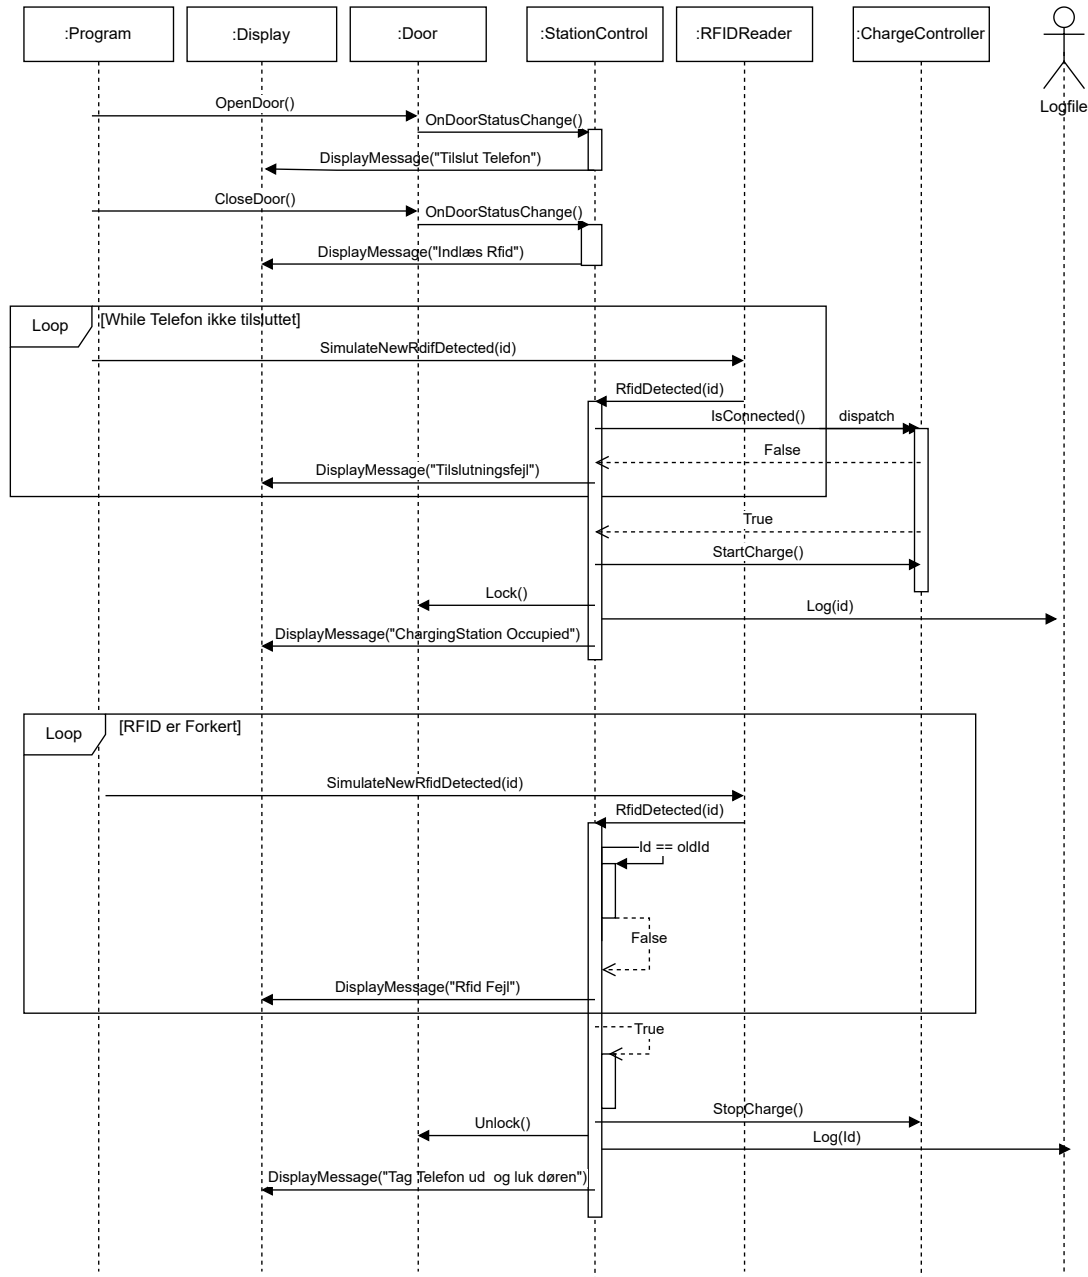 :Program
:Display
:Door
:StationControl
:RFIDReader
:ChargeController
Logfile
OpenDoor()
OnDoorStatusChange()
DisplayMessage("Tilslut Telefon")
CloseDoor()
OnDoorStatusChange()
DisplayMessage("Indlæs Rfid")
Loop
[While Telefon ikke tilsluttet]
SimulateNewRdifDetected(id)
RfidDetected(id)
IsConnected()
dispatch
False
DisplayMessage("Tilslutningsfejl")
True
StartCharge()
Lock()
Log(id)
DisplayMessage("ChargingStation Occupied")
Loop
[RFID er Forkert]
SimulateNewRfidDetected(id)
RfidDetected(id)
Id == oldId
False
DisplayMessage("Rfid Fejl")
True
StopCharge()
Unlock()
Log(Id)
DisplayMessage("Tag Telefon ud  og luk døren")